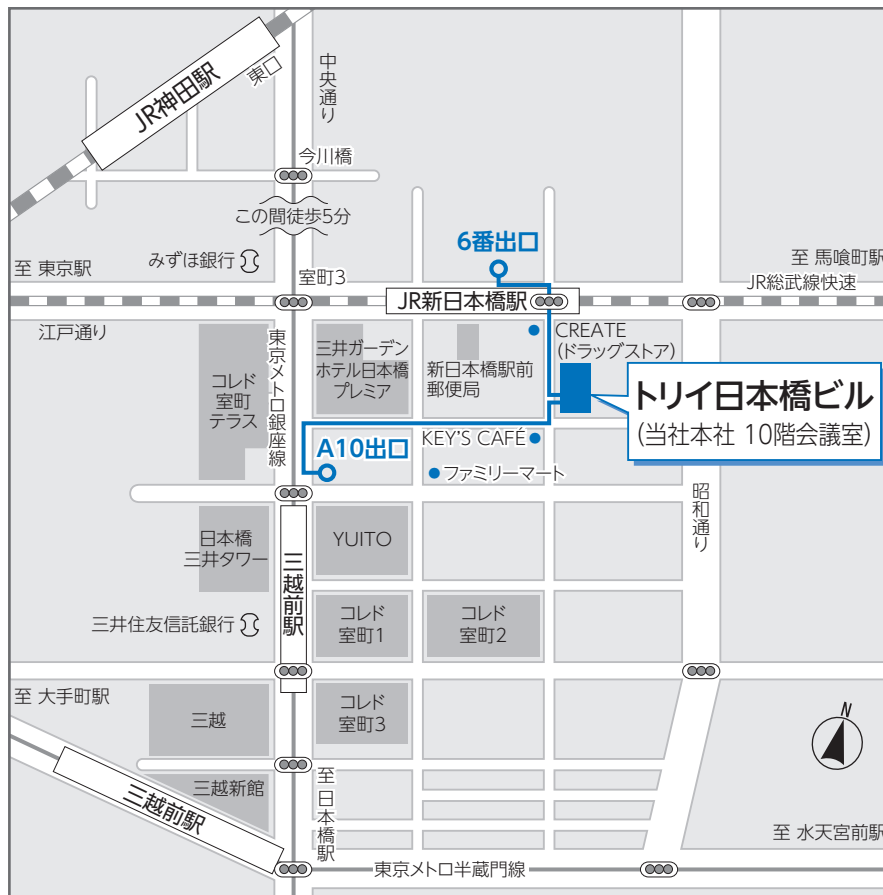 JR神田駅
東口
中央通り
今川橋
この間徒歩5分
6番出口
至 東京駅
みずほ銀行
室町3
至 馬喰町駅
JR総武線快速
JR新日本橋駅
江戸通り
東京メトロ銀座線
コレド
室町
テラス
三井ガーデン
ホテル日本橋
プレミア
新日本橋駅前
郵便局
CREATE
(ドラッグストア)
トリイ日本橋ビル
(当社本社 10階会議室)
A10出口
KEY'S CAFÉ
ファミリーマート
昭和通り
日本橋
三井タワー
YUITO
三越前駅
三井住友信託銀行
コレド
室町1
コレド
室町2
至 大手町駅
三越
コレド
室町3
N
三越新館
三越前駅
至 日本橋駅
至 水天宮前駅
東京メトロ半蔵門線